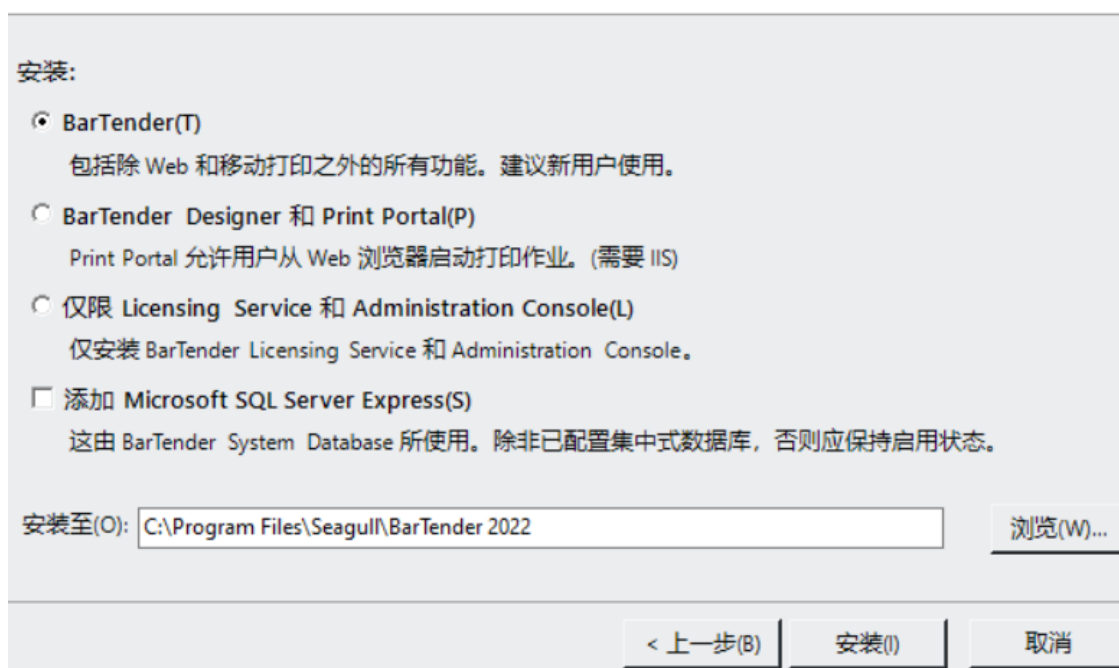 安装:
BarTender(T)
包括除 Web 和移动打印之外的所有功能。建议新用户使用。
BarTender Designer 和 Print Portal(P)
Print Portal 允许用户从 Web 浏览器启动打印作业。(需要 IIS)
仅限 Licensing Service 和 Administration Console(L)
仅安装 BarTender Licensing Service 和 Administration Console。
添加 Microsoft SQL Server Express(S)
这由 BarTender System Database 所使用。除非已配置集中式数据库，否则应保持启用状态。
安装至(O): C:\Program Files\Seagull\BarTender 2022 浏览(W)...
< 上一步(B) 安装(I) 取消